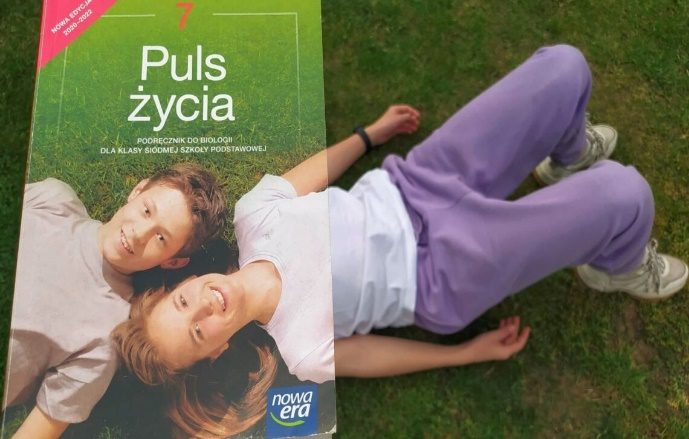 NOWA EDYCJA
2020–2022
7
Puls
życia
PODRĘCZNIK DO BIOLOGII
DLA KLASY SIÓDMEJ SZKOŁY PODSTAWOWEJ
nowa
era